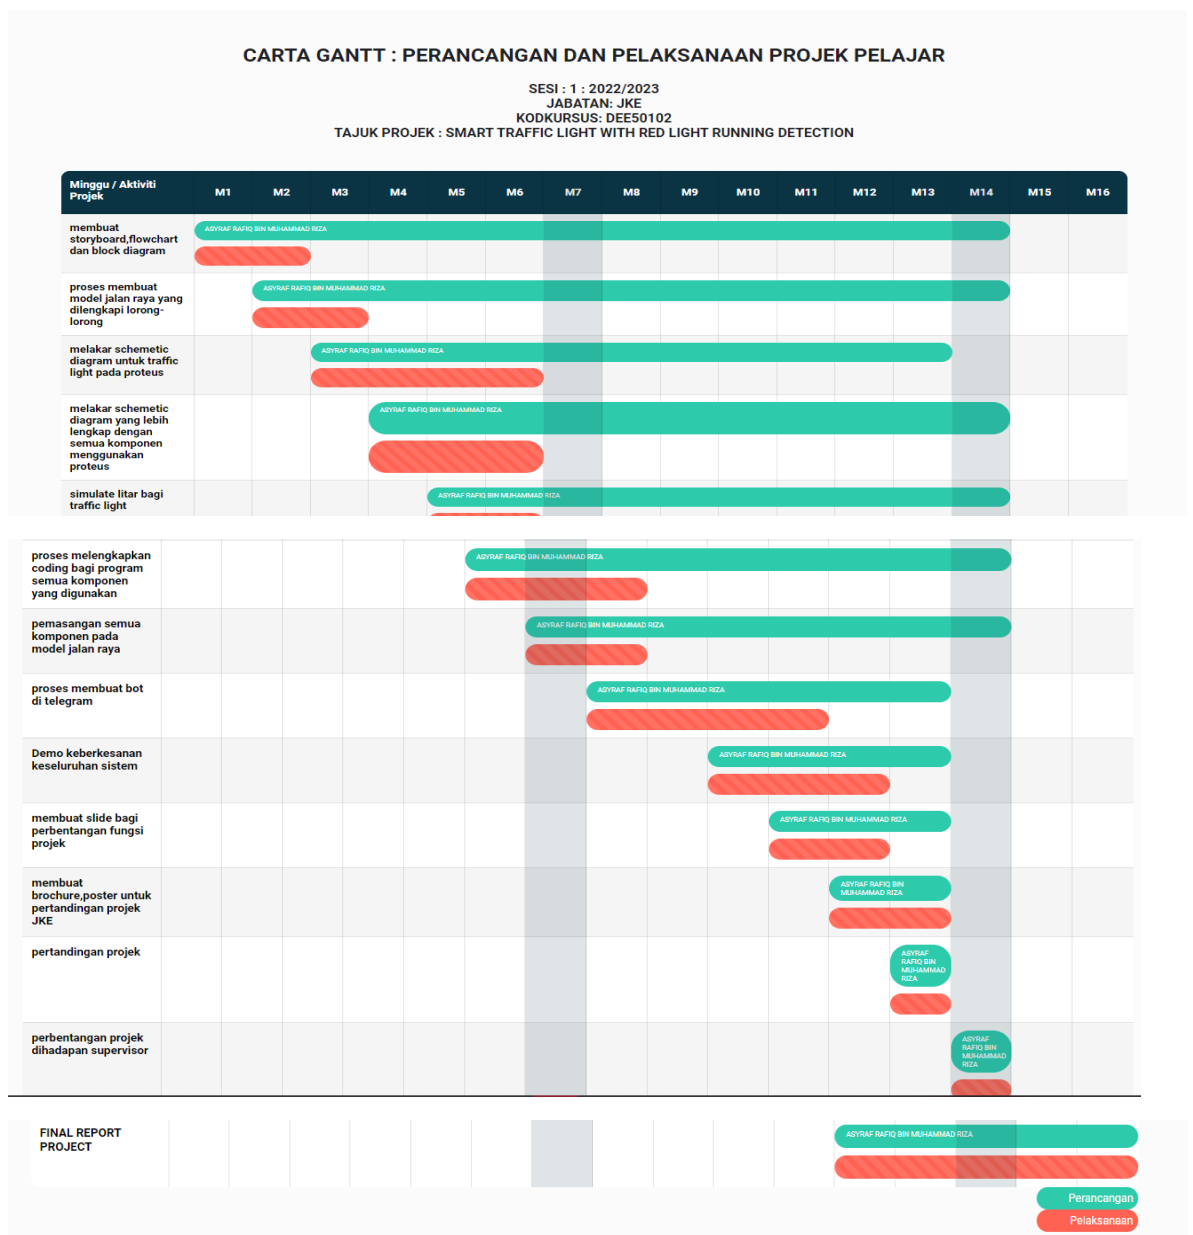 CARTA GANTT : PERANCANGAN DAN PELAKSANAAN PROJEK PELAJAR
SESI : 1 : 2022/2023
JABATAN: JKE
KODKURSUS: DEE50102
TAJUK PROJEK : SMART TRAFFIC LIGHT WITH RED LIGHT RUNNING DETECTION
Minggu / Aktiviti
Projek
M1 M2 M3 M4 M5 M6 M7 M8 M9 M10 M11 M12 M13 M14 M15 M16
membuat
storyboard,flowchart
dan block diagram
ASYRAF RAFIQ BIN MUHAMMAD RIZA
proses membuat
model jalan raya yang
dilengkapi lorong-
lorong
ASYRAF RAFIQ BIN MUHAMMAD RIZA
melakar schemetic
diagram untuk traffic
light pada proteus
ASYRAF RAFIQ BIN MUHAMMAD RIZA
melakar schemetic
diagram yang lebih
lengkap dengan
semua komponen
menggunakan
proteus
ASYRAF RAFIQ BIN MUHAMMAD RIZA
simulate litar bagi
traffic light
ASYRAF RAFIQ BIN MUHAMMAD RIZA
proses melengkapkan
coding bagi program
semua komponen
yang digunakan
ASYRAF RAFIQ BIN MUHAMMAD RIZA
pemasangan semua
komponen pada
model jalan raya
ASYRAF RAFIQ BIN MUHAMMAD RIZA
proses membuat bot
di telegram
ASYRAF RAFIQ BIN MUHAMMAD RIZA
Demo keberkesanan
keseluruhan sistem
ASYRAF RAFIQ BIN MUHAMMAD RIZA
membuat slide bagi
perbentangan fungsi
projek
ASYRAF RAFIQ BIN MUHAMMAD RIZA
membuat
brochure,poster untuk
pertandingan projek
JKE
ASYRAF RAFIQ BIN
MUHAMMAD RIZA
pertandingan projek
ASYRAF
RAFIQ BIN
MUHAMMAD
RIZA
perbentangan projek
dihadapan supervisor
ASYRAF
RAFIQ BIN
MUHAMMAD
RIZA
FINAL REPORT
PROJECT
ASYRAF RAFIQ BIN MUHAMMAD RIZA
Perancangan
Pelaksanaan